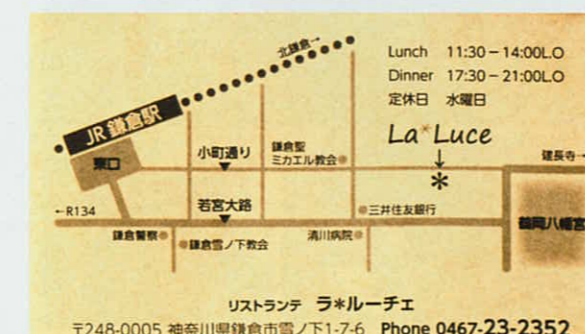 北鎌倉→
Lunch 11:30－14:00L.O
Dinner 17:30－21:00L.O
定休日 水曜日
JR 鎌倉駅
東口
小町通り
鎌倉聖
ミカエル教会
La*Luce
↓
*
建長寺→
←R134
若宮大路
三井住友銀行
鶴岡八幡宮
鎌倉警察
鎌倉雪ノ下教会
清川病院
リストランテ ラ*ルーチェ
〒248-0005 神奈川県鎌倉市雪ノ下1-7-6 Phone 0467-23-2352